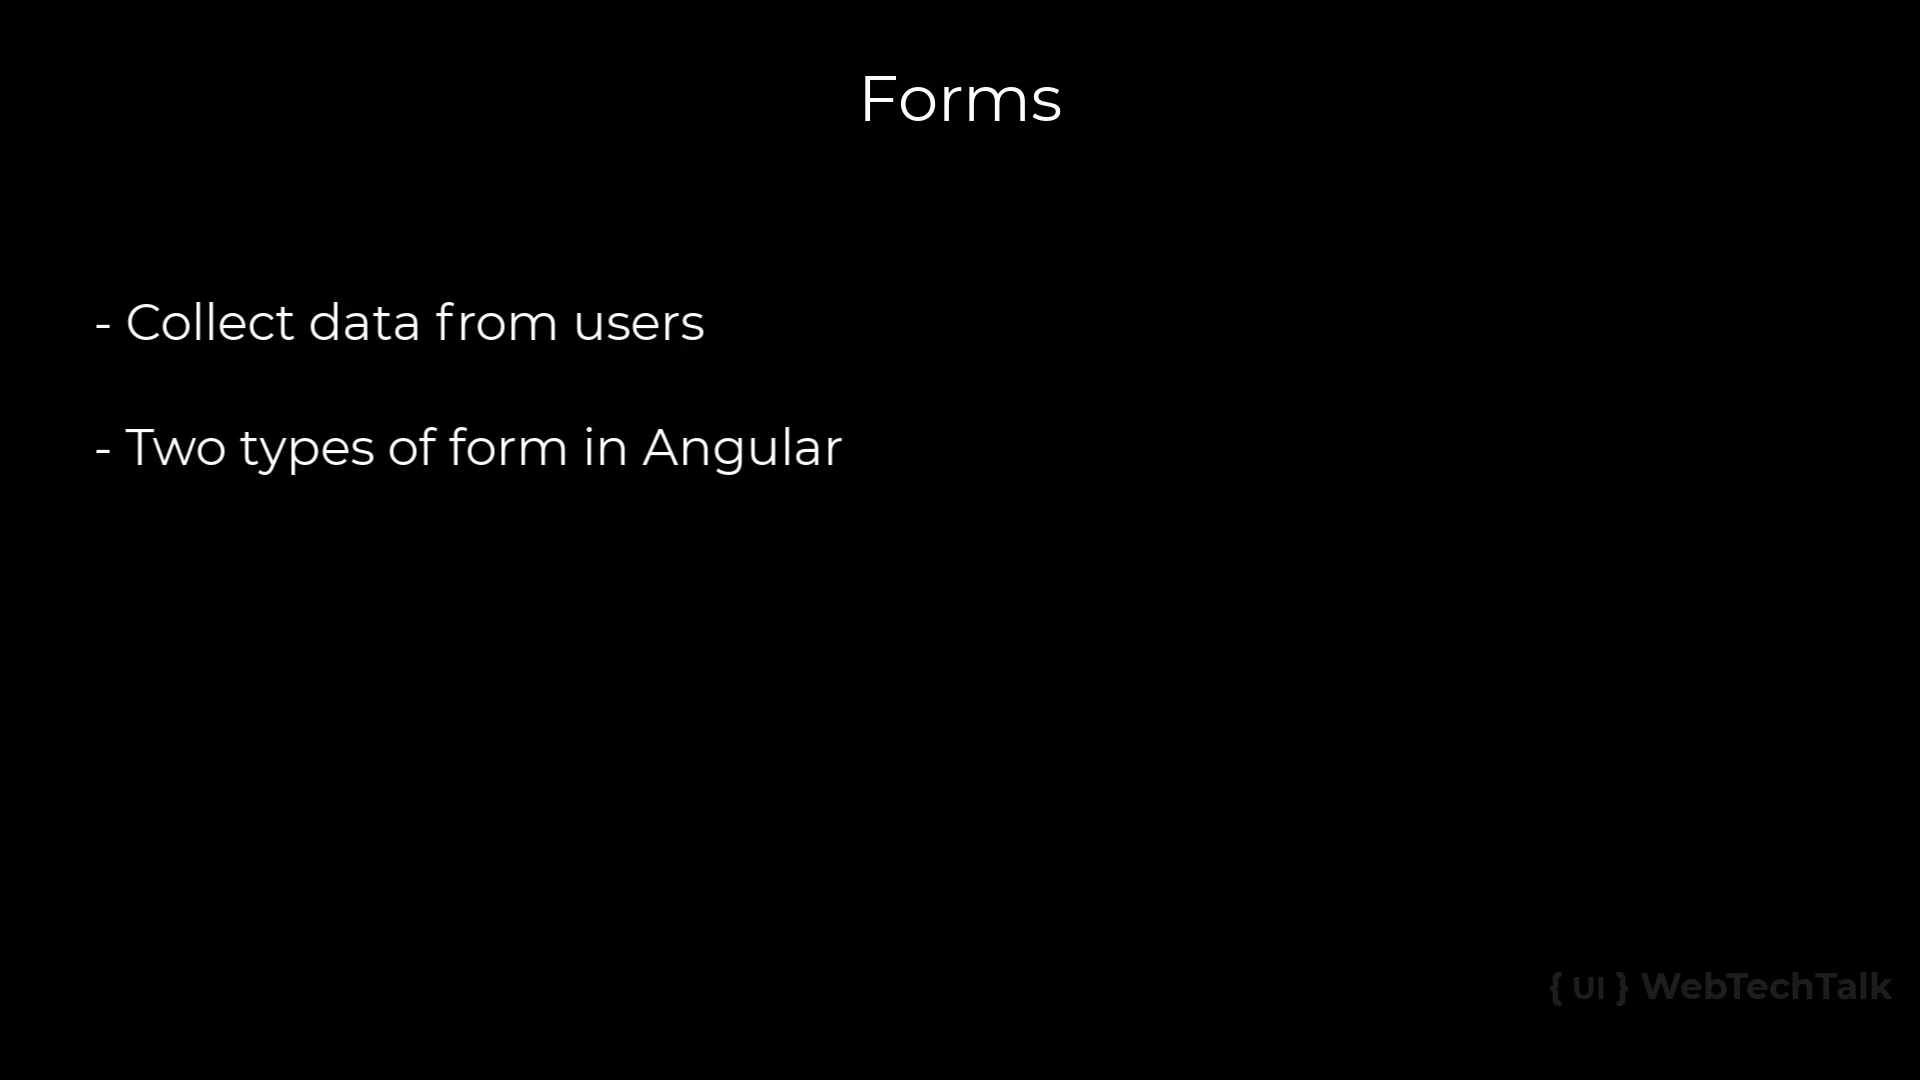 Forms
- Collect data from users
- Two types of form in Angular
{ UI } WebTechTalk